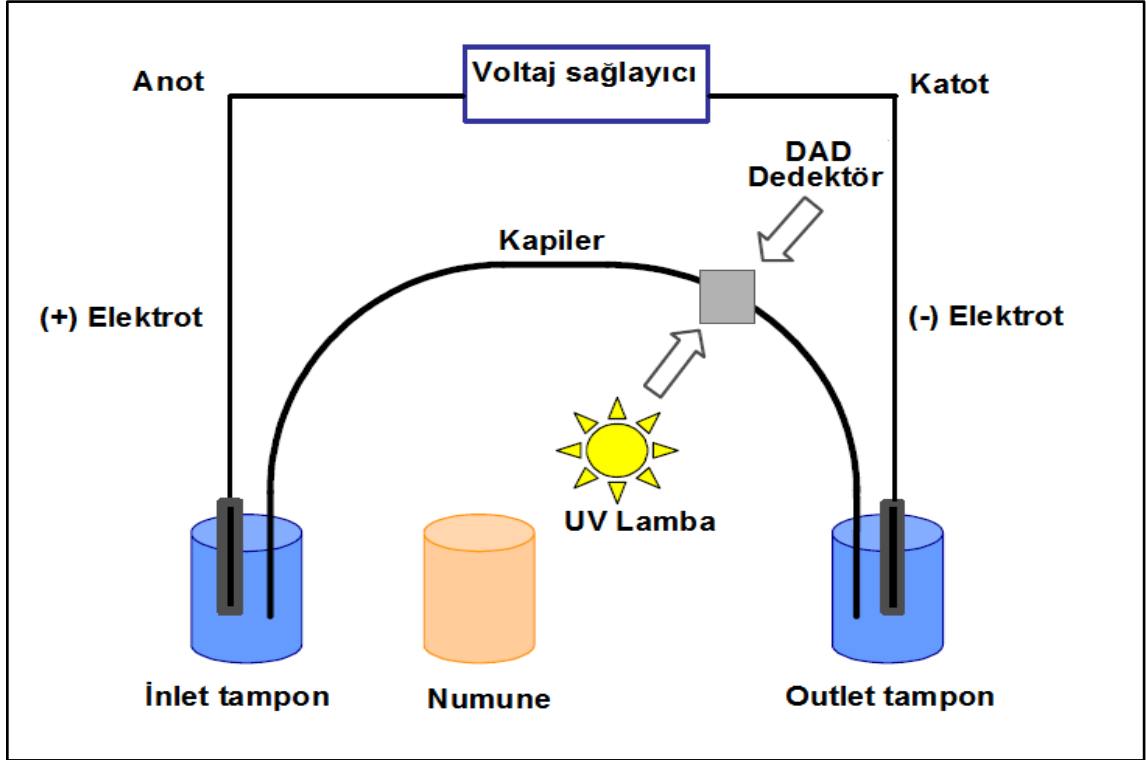 Anot
Voltaj sağlayıcı
Katot
DAD
Dedektör
Kapiler
(+) Elektrot
(-) Elektrot
UV Lamba
İnlet tampon
Numune
Outlet tampon